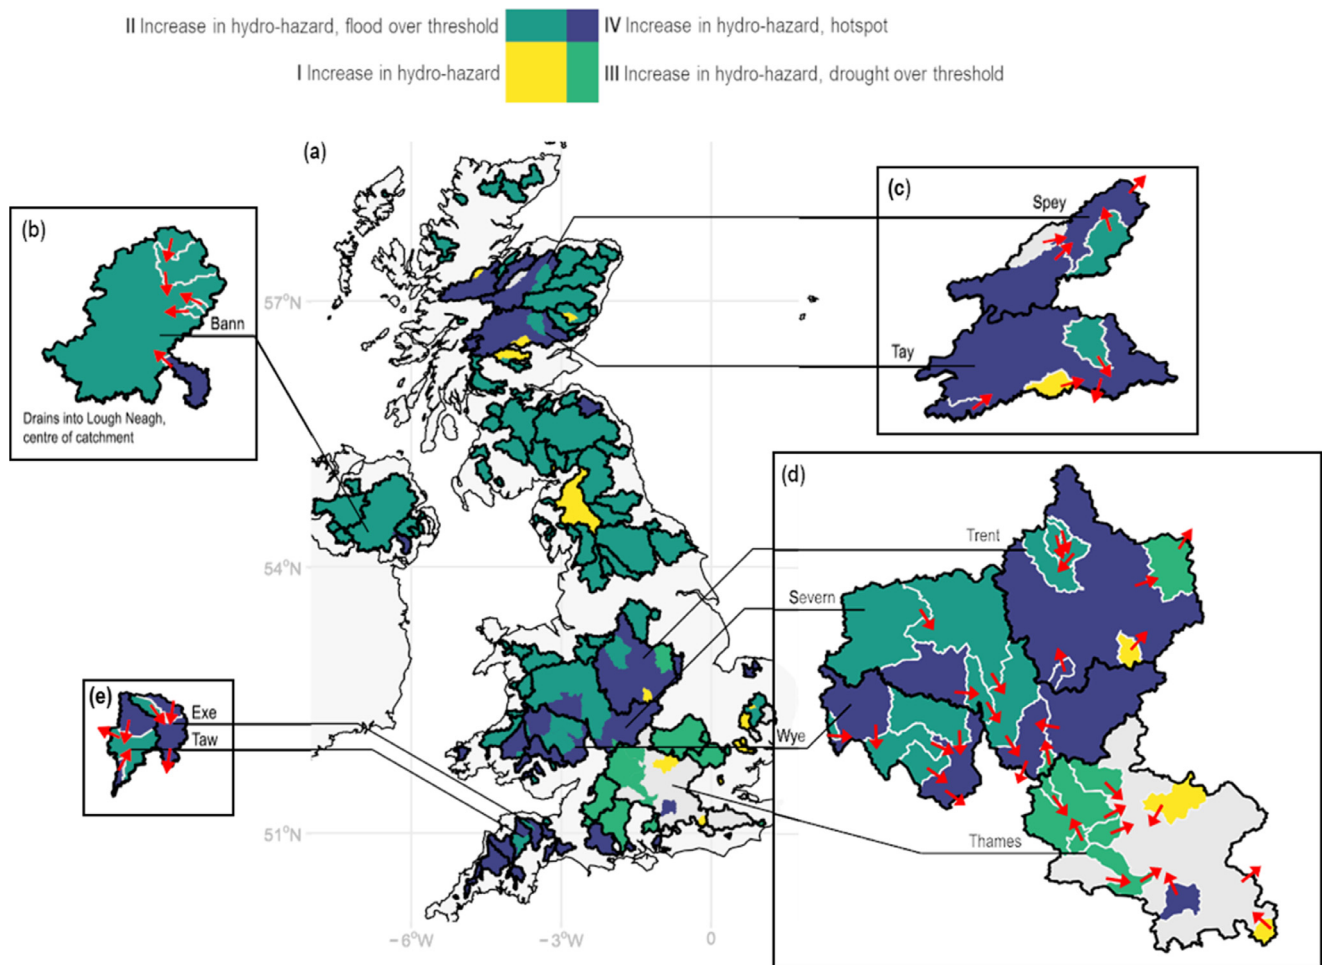 II Increase in hydro-hazard, flood over threshold
IV Increase in hydro-hazard, hotspot
I Increase in hydro-hazard
III Increase in hydro-hazard, drought over threshold
(a)
(b)
Bann
Drains into Lough Neagh,
centre of catchment
(c)
Spey
Tay
57°N
54°N
51°N
(d)
Trent
Severn
Wye
Thames
(e)
Exe
Taw
−6°W
−3°W
0